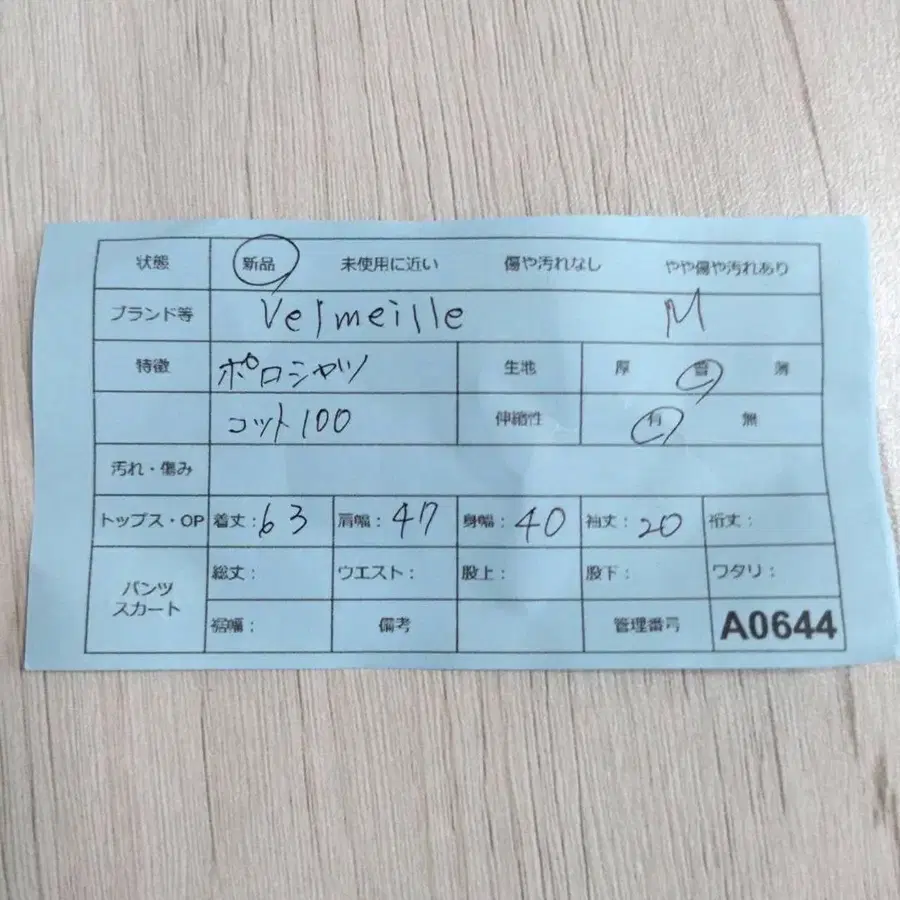 状態 新品 未使用に近い 傷や汚れなし やや傷や汚れあり
ブランド等 Velmeille M
特徴 ポロシャツ 生地 厚 普 薄
コット100 伸縮性 有 無
汚れ・傷み
トップス・OP 着丈:63 肩幅:47 身幅:40 袖丈:20 裄丈:
パンツ スカート 総丈: ウエスト: 股上: 股下: ワタリ:
裾幅: 備考 管理番号 A0644